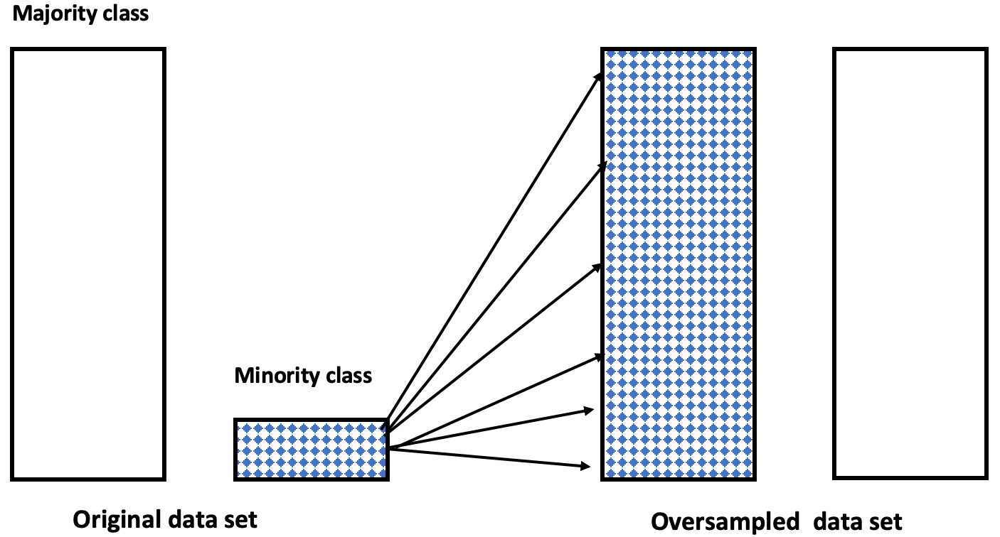 Majority class
Minority class
Original data set
Oversampled  data set